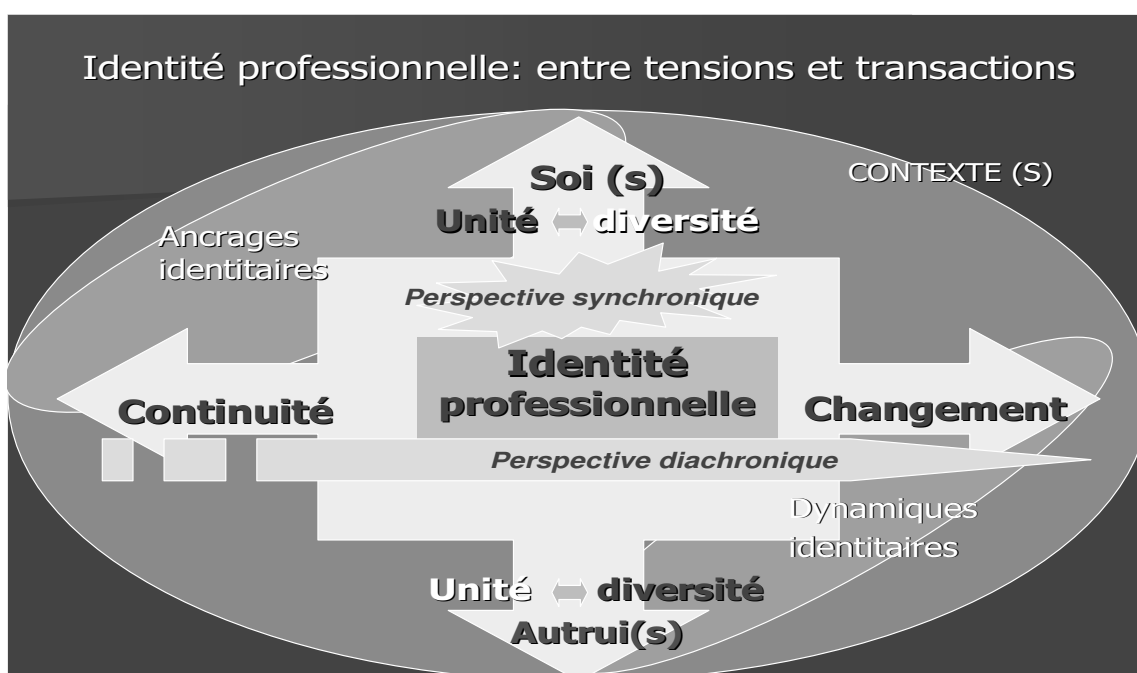 Identité professionnelle: entre tensions et transactions
Soi (s)
CONTEXTE (S)
Unité diversité
Ancrages
identitaires
Perspective synchronique
Identité
professionnelle
Continuité
Changement
Perspective diachronique
Dynamiques
identitaires
Unité diversité
Autrui(s)